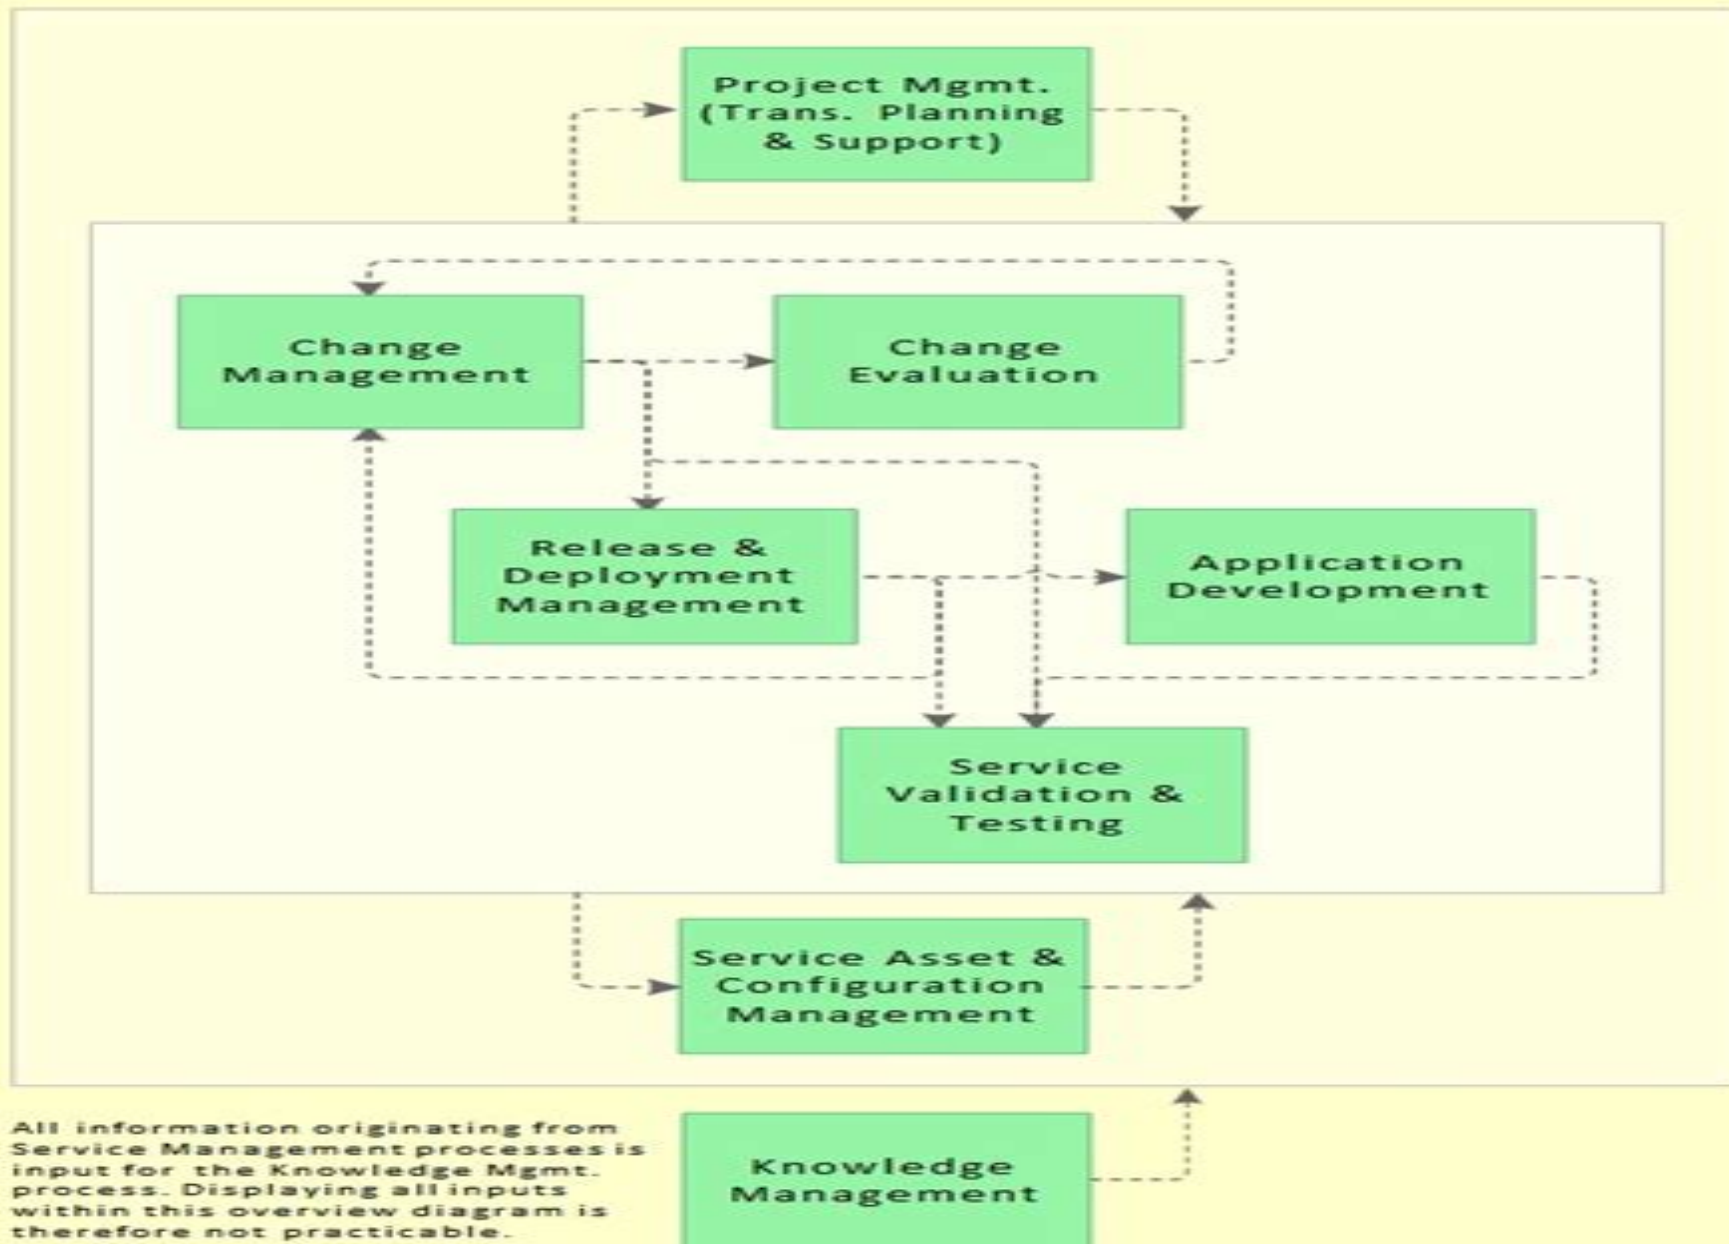 Project Mgmt.
(Trans. Planning
& Support)
Change
Management
Change
Evaluation
Release &
Deployment
Management
Application
Development
Service
Validation &
Testing
Service Asset &
Configuration
Management
All information originating from
Service Management processes is
input for the Knowledge Mgmt.
process. Displaying all inputs
within this overview diagram is
therefore not practicable.
Knowledge
Management